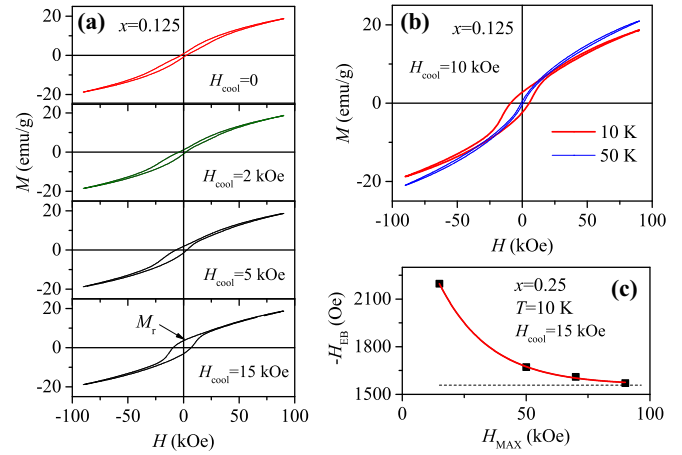 (a)
x=0.125
20
0
-20
H_cool=0
20
0
-20
H_cool=2 kOe
20
0
-20
H_cool=5 kOe
20
0
-20
M_r
H_cool=15 kOe
M (emu/g)
-100 -50 0 50 100
H (kOe)
(b)
x=0.125
H_cool=10 kOe
20
0
-20
M (emu/g)
10 K
50 K
-50 0 50 100
H (kOe)
(c)
x=0.25
T=10 K
H_cool=15 kOe
2100
1800
1500
-H_EB (Oe)
0 50 100
H_MAX (kOe)